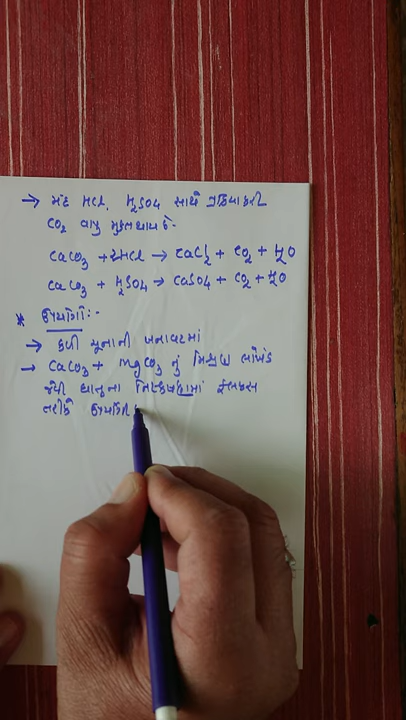 → મંદ HCl, H2SO4 સાથે પ્રક્રિયા કરી
CO2 વાયુ મુક્ત થાય છે.
CaCO3 + 2HCl → CaCl2 + CO2 + H2O
CaCO3 + H2SO4 → CaSO4 + CO2 + H2O
* ઉપયોગો :-
→ કળી ચૂનાની બનાવટમાં
→ CaCO3 + MgCO3 નું મિશ્રણ લોખંડ
જેવી ધાતુના નિષ્કર્ષણમાં ફ્લક્સ
તરીકે ઉપયોગી